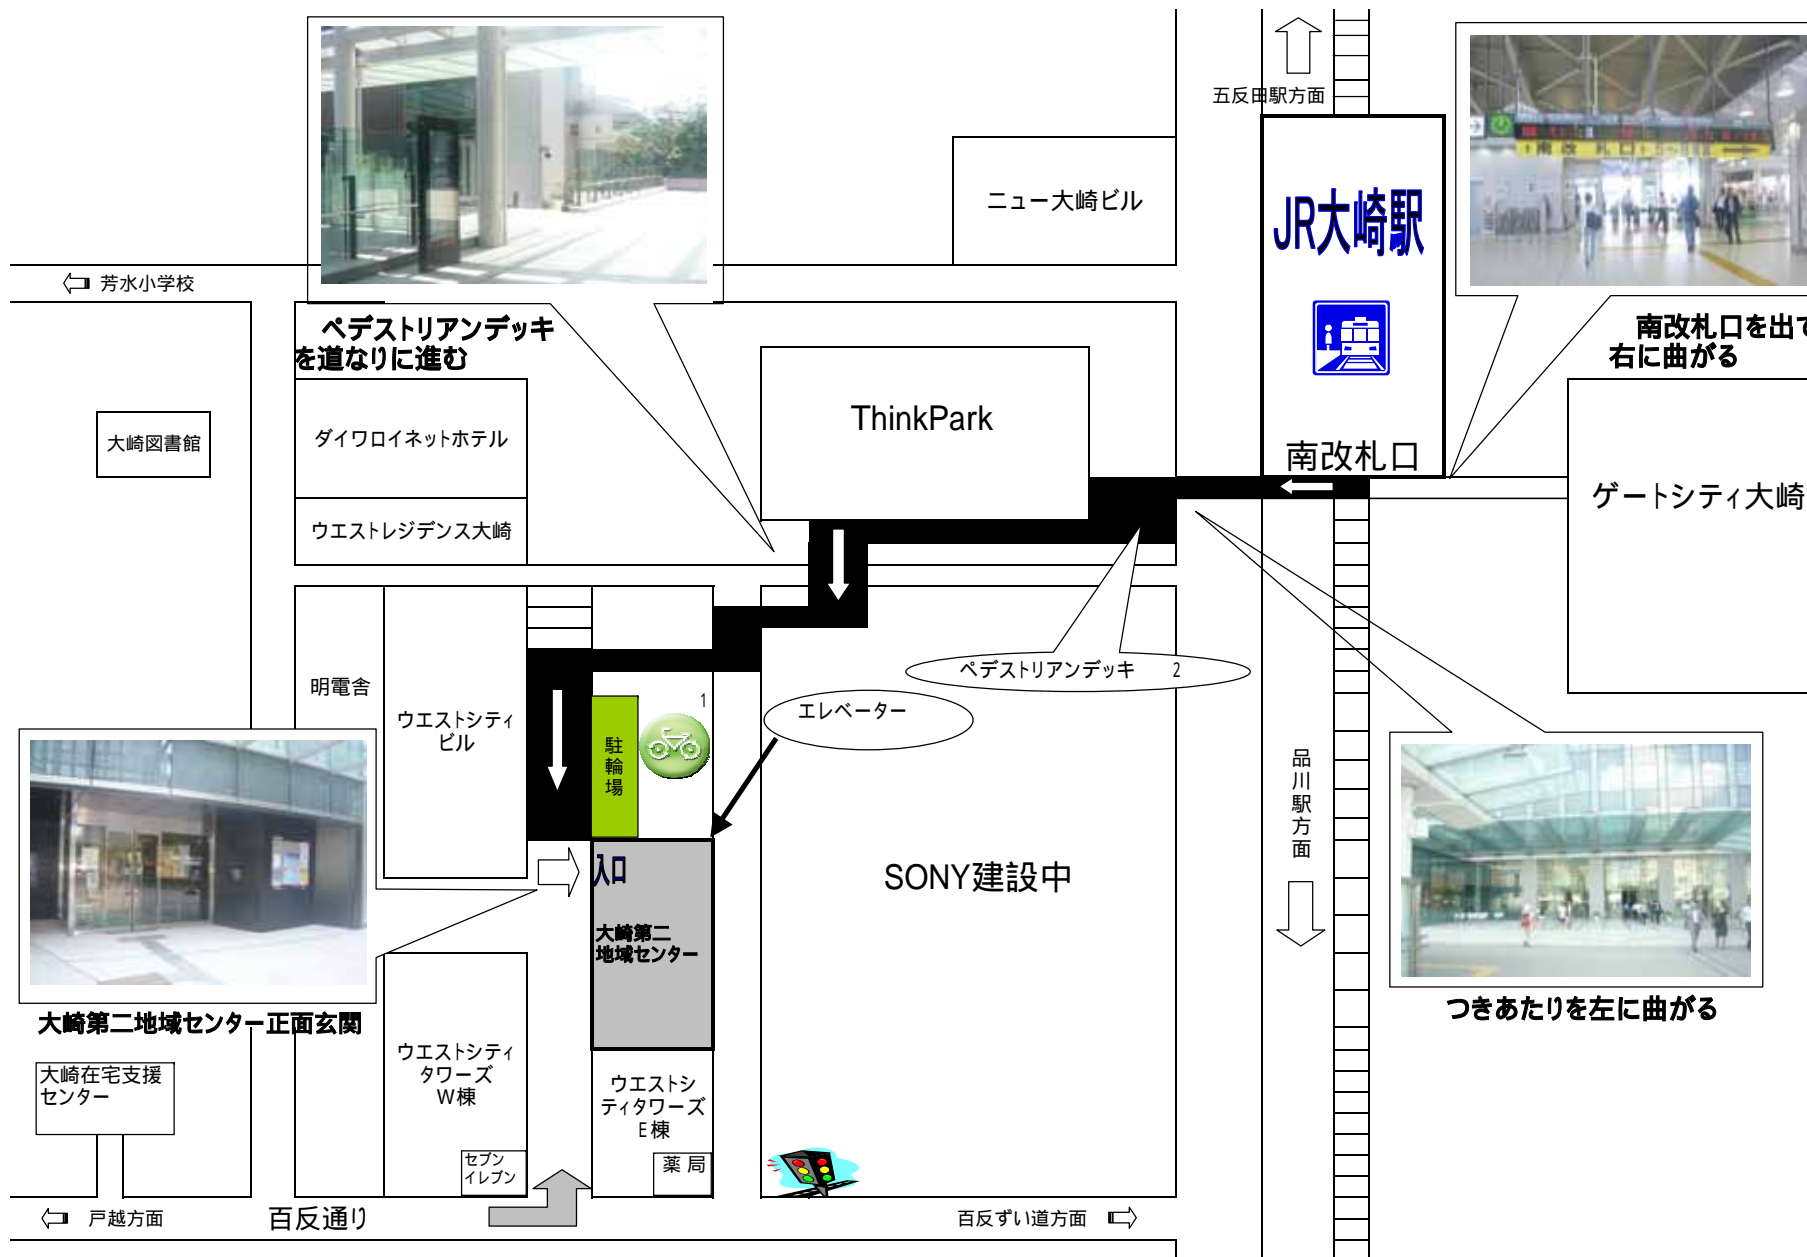 五反田駅方面
南改札口
ニュー大崎ビル
JR大崎駅
芳水小学校
ペデストリアンデッキ
を道なりに進む
南改札口を出て
右に曲がる
ThinkPark
大崎図書館
ダイワロイネットホテル
南改札口
ゲートシティ大崎
ウエストレジデンス大崎
ペデストリアンデッキ 2
明電舎
1
エレベーター
ウエストシティ
ビル
駐輪場
品川駅方面
入口
SONY建設中
大崎第二
地域センター
つきあたりを左に曲がる
大崎第二地域センター正面玄関
ウエストシティ
タワーズ
W棟
大崎在宅支援
センター
ウエストシ
ティタワーズ
E棟
セブン
イレブン
薬局
戸越方面
百反通り
百反ずい道方面